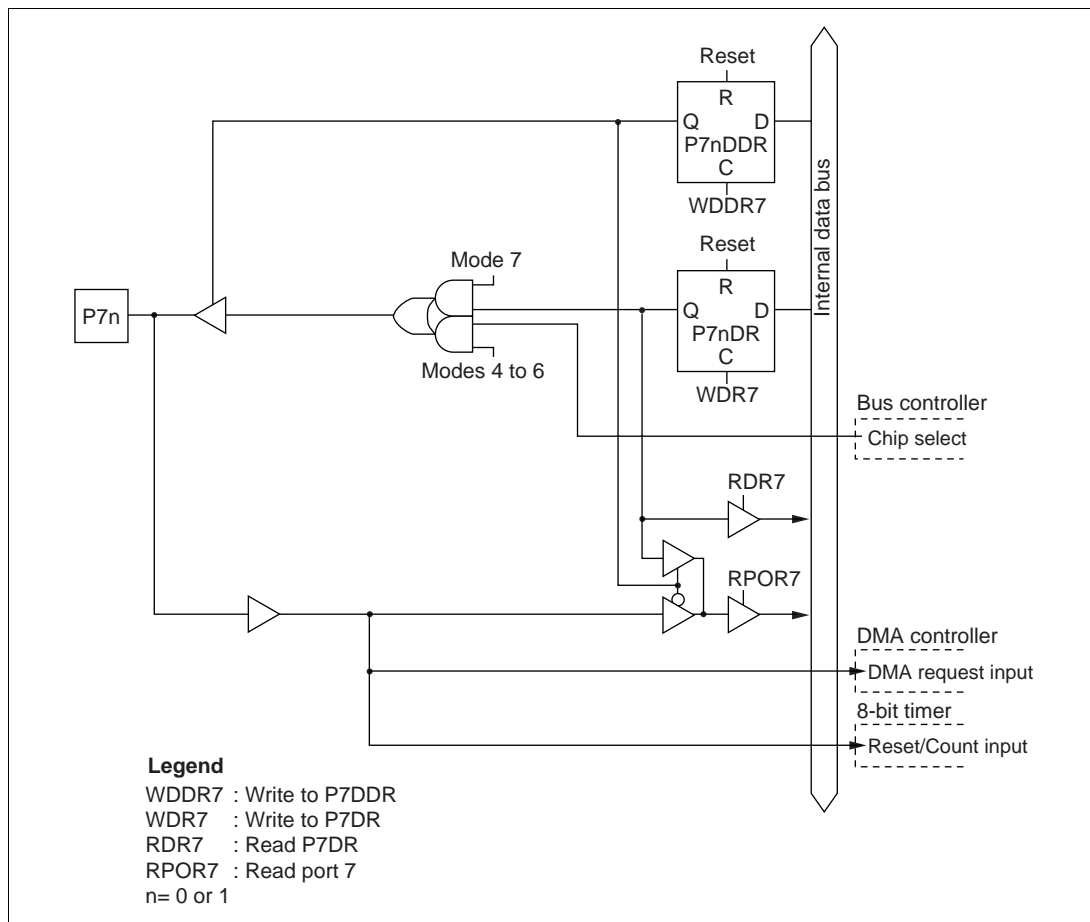 Reset
R
Q D
P7nDDR
C
WDDR7
Internal data bus
Reset
Mode 7
R
P7n
Q D
P7nDR
C
Modes 4 to 6
WDR7
Bus controller
Chip select
RDR7
RPOR7
DMA controller
DMA request input
8-bit timer
Reset/Count input
Legend
WDDR7 : Write to P7DDR
WDR7 : Write to P7DR
RDR7 : Read P7DR
RPOR7 : Read port 7
n= 0 or 1